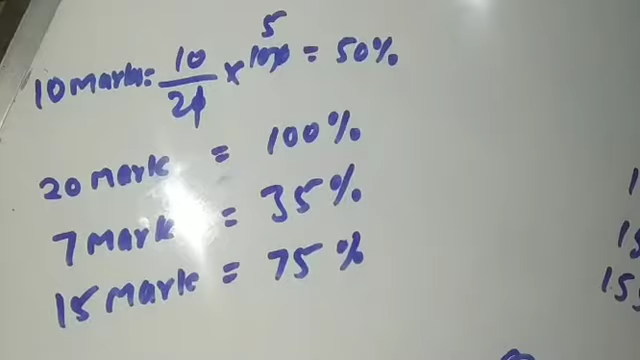 10 mark = 10/20 × 100 5 = 50%
20 mark = 100%
7 mark = 35%
15 mark = 75%